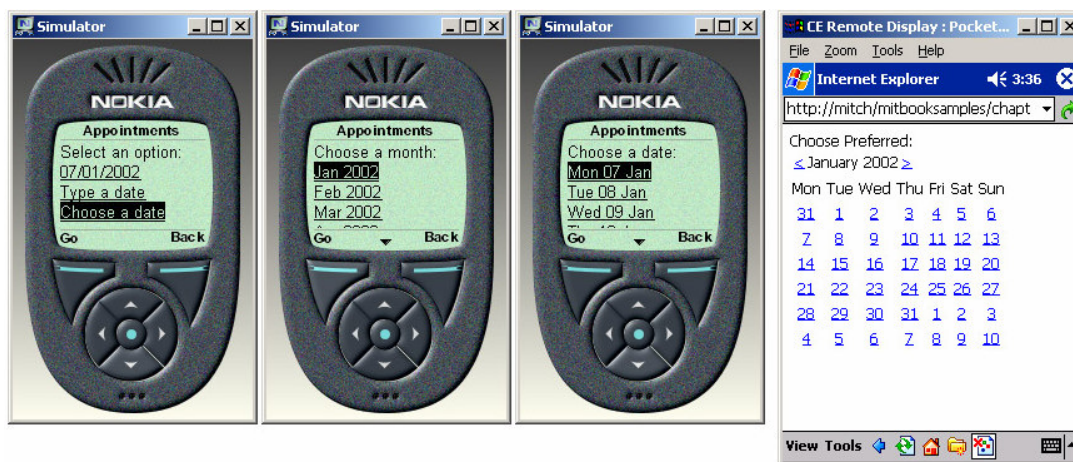 Simulator
NOKIA
Appointments
Select an option:
07/01/2002
Type a date
Choose a date
Go Back
Simulator
NOKIA
Appointments
Choose a month:
Jan 2002
Feb 2002
Mar 2002
Go Back
Simulator
NOKIA
Appointments
Choose a date:
Mon 07 Jan
Tue 08 Jan
Wed 09 Jan
Go Back
CE Remote Display : Pocket...
File Zoom Tools Help
Internet Explorer 3:36
http://mitch/mitbooksamples/chapt
Choose Preferred:
< January 2002 >
Mon Tue Wed Thu Fri Sat Sun
31 1 2 3 4 5 6
7 8 9 10 11 12 13
14 15 16 17 18 19 20
21 22 23 24 25 26 27
28 29 30 31 1 2 3
4 5 6 7 8 9 10
View Tools